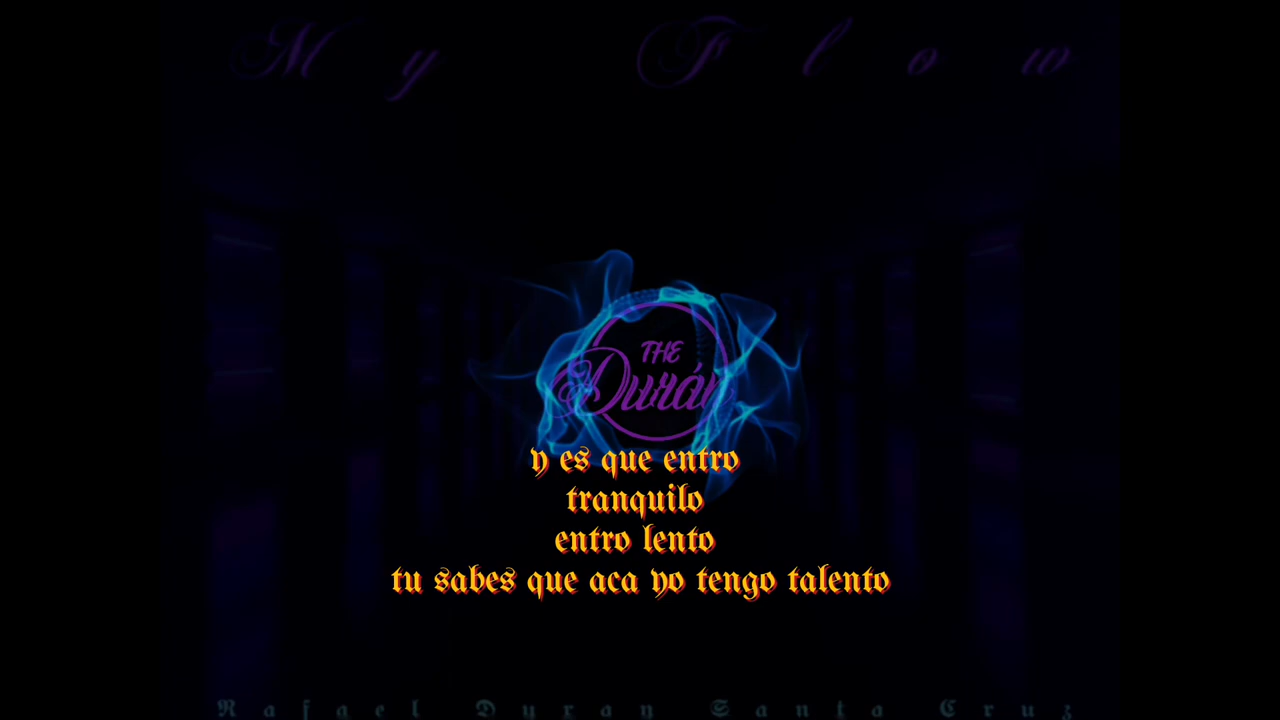 My Flow
THE
Durán
y es que entro
tranquilo
entro lento
tu sabes que aca yo tengo talento
Rafael Duran Santa Cruz